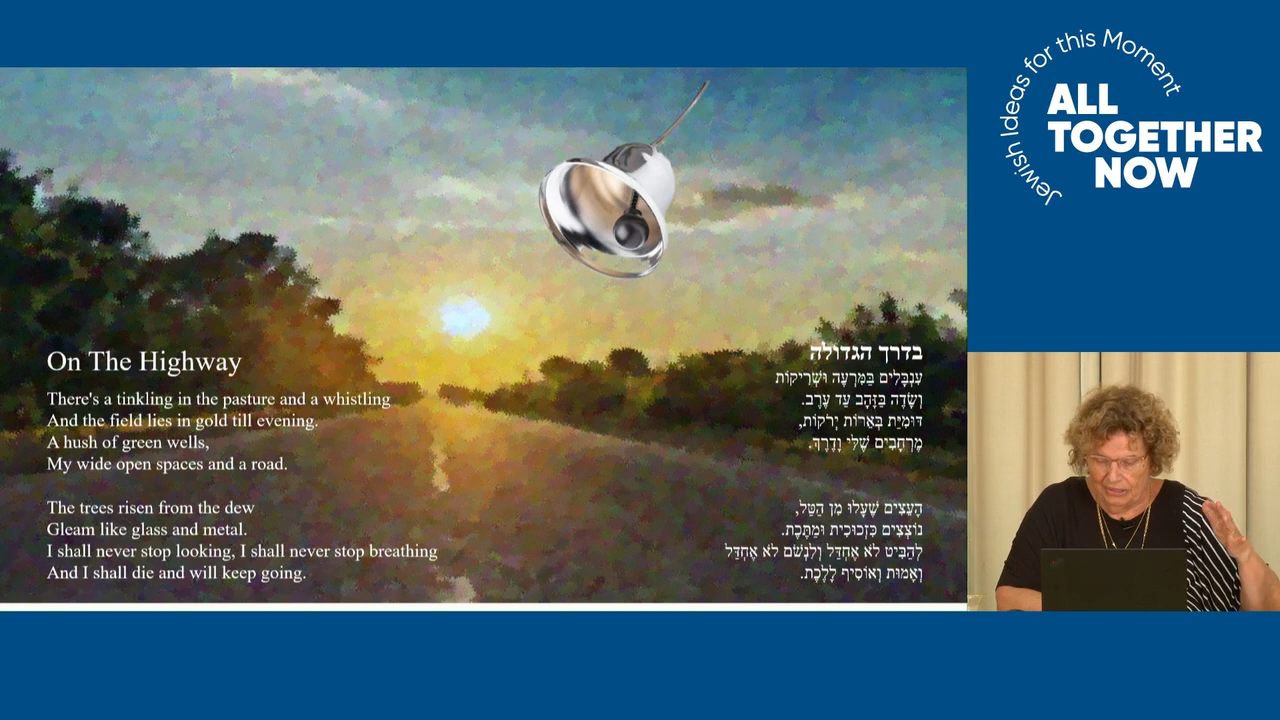 Jewish Ideas for this Moment
ALL
TOGETHER
NOW
On The Highway
There's a tinkling in the pasture and a whistling
And the field lies in gold till evening.
A hush of green wells,
My wide open spaces and a road.
The trees risen from the dew
Gleam like glass and metal.
I shall never stop looking, I shall never stop breathing
And I shall die and will keep going.
בדרך הגדולה
עִנְבָּלִים בַּמִּרְעֶה וּשְׁרִיקוֹת
וְשָׂדֶה בַּזָּהָב עַד עֶרֶב.
דּוּמִיַּת בְּאֵרוֹת יְרֻקּוֹת,
מֶרְחָבִים שֶׁלִּי וָדֶרֶךְ.
הָעֵצִים שֶׁעָלוּ מִן הַטַּל,
נוֹצְצִים כִּזְכוּכִית וּמַתֶּכֶת.
לְהַבִּיט לֹא אֶחְדַּל וְלִנְשֹׁם לֹא אֶחְדַּל
וְאָמוּת וְאוֹסִיף לָלֶכֶת.